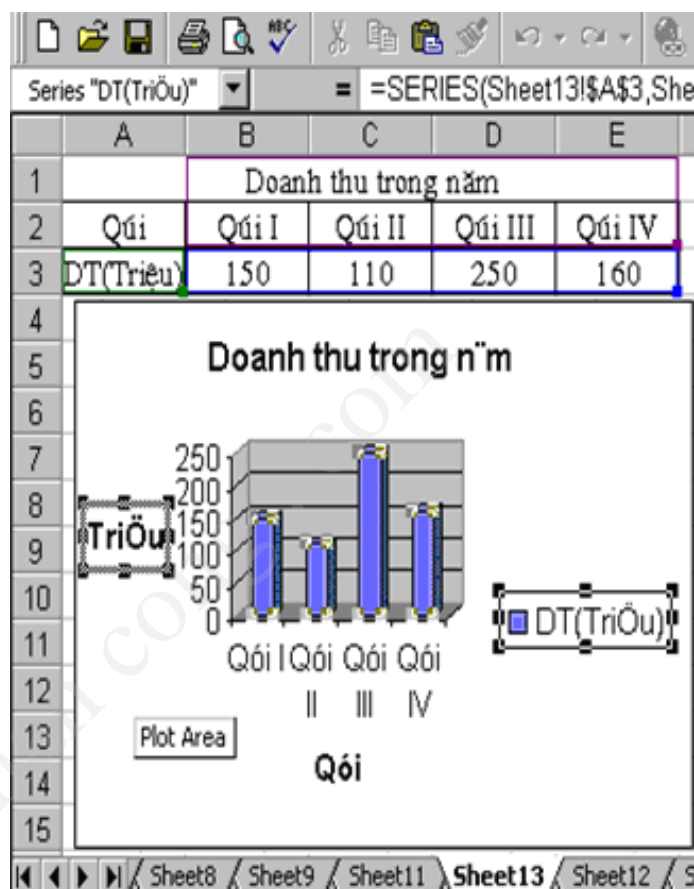 ABC
Series "DT(TriÖu)" = =SERIES(Sheet13!$A$3,She
A B C D E
1 Doanh thu trong năm
2 Qúi Qúi I Qúi II Qúi III Qúi IV
3 DT(Triệu) 150 110 250 160
4
5 Doanh thu trong n¨m
6
7 250
8 200
TriÖu 150
9 100
10 50
0 DT(TriÖu)
11 Qói I Qói Qói Qói
12 II III IV
13 Plot Area
14 Qói
15
Sheet8 Sheet9 Sheet11 Sheet13 Sheet12 S